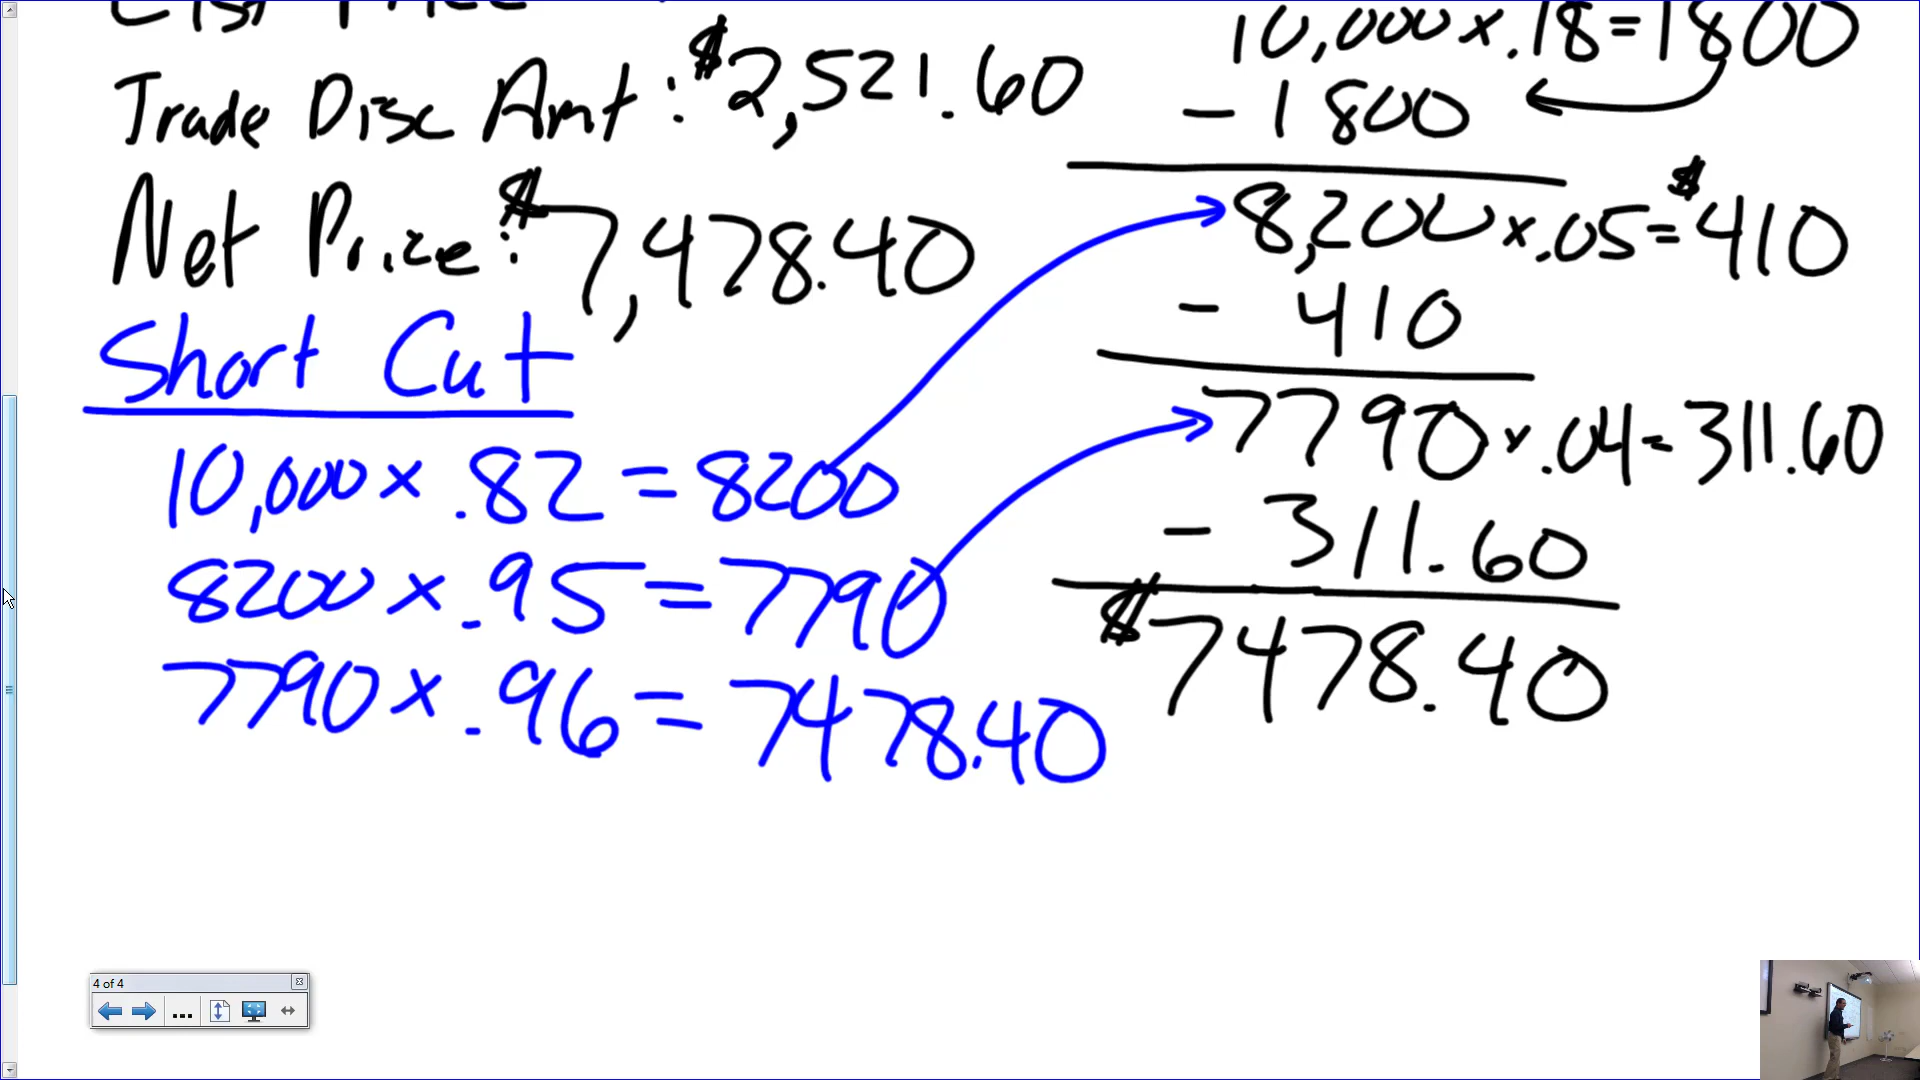 List Price
Trade Disc Amt: $2,521.60
Net Price: $7,478.40
Short Cut
10,000 x .82 = 8200
8200 x .95 = 7790
7790 x .96 = 7478.40
10,000 x .18 = 1800
- 1800
8,200 x .05 = $410
- 410
7790 x .04 = 311.60
- 311.60
$7478.40
4 of 4